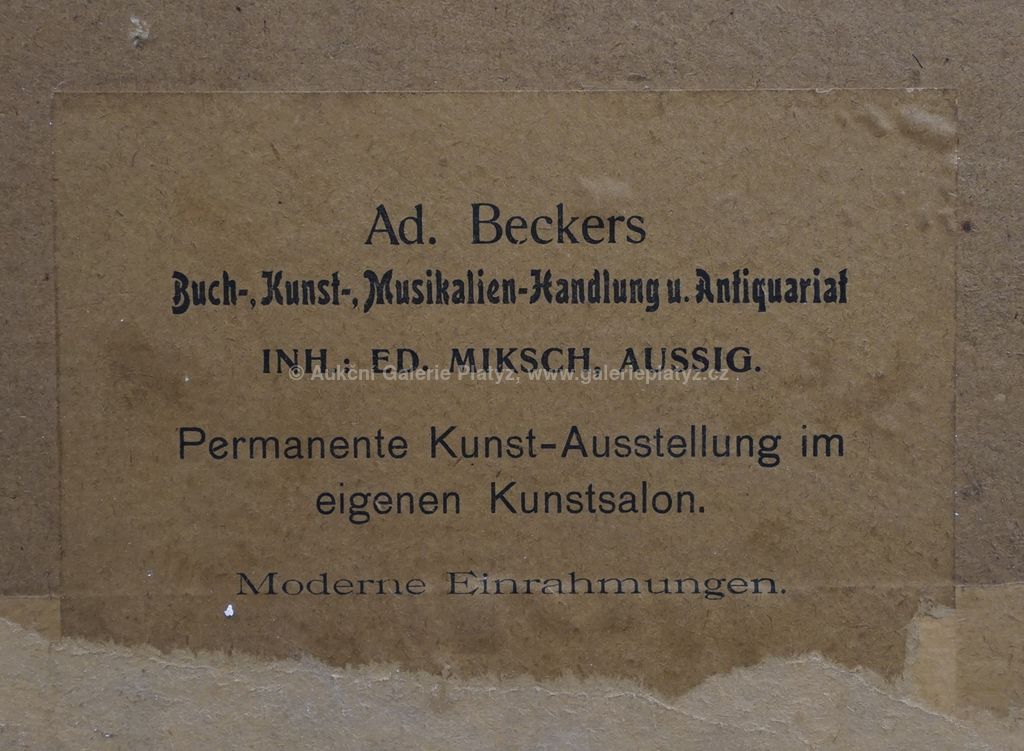 Ad. Beckers
Buch-, Kunst-, Musikalien-Handlung u. Antiquariat
INH.: ED. MIKSCH, AUSSIG.
© Aukční Galerie Platýz, www.galerieplatyz.cz
Permanente Kunst-Ausstellung im
eigenen Kunstsalon.
Moderne Einrahmungen.